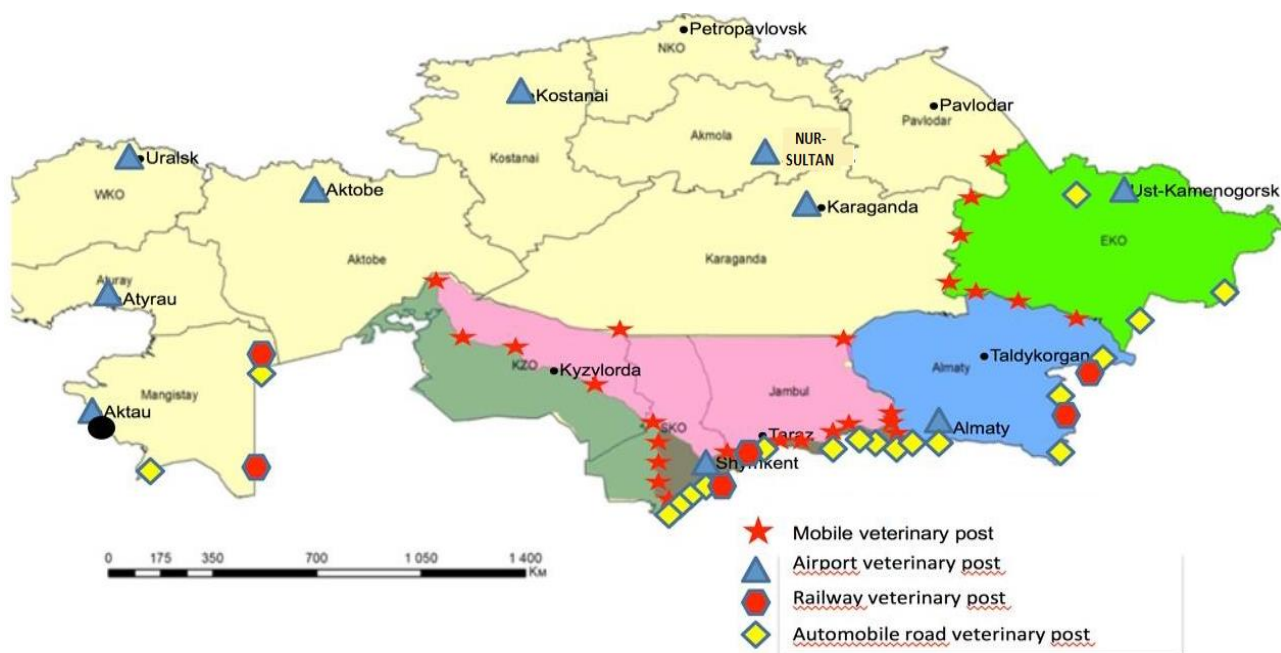 Petropavlovsk
NKO
Kostanai
Pavlodar
Pavlodar
Akmola
NUR-
SULTAN
Kostanai
Uralsk
WKO
Aktobe
Karaganda
Ust-Kamenogorsk
EKO
Aktobe
Karaganda
Aturay
Atyrau
Taldykorgan
KZO
Kyzylorda
Almaty
Mangistay
Jambul
Aktau
SKO
Taraz
Almaty
Shymkent
Mobile veterinary post
Airport veterinary post
Railway veterinary post
Automobile road veterinary post
0 175 350 700 1 050 1 400
Км